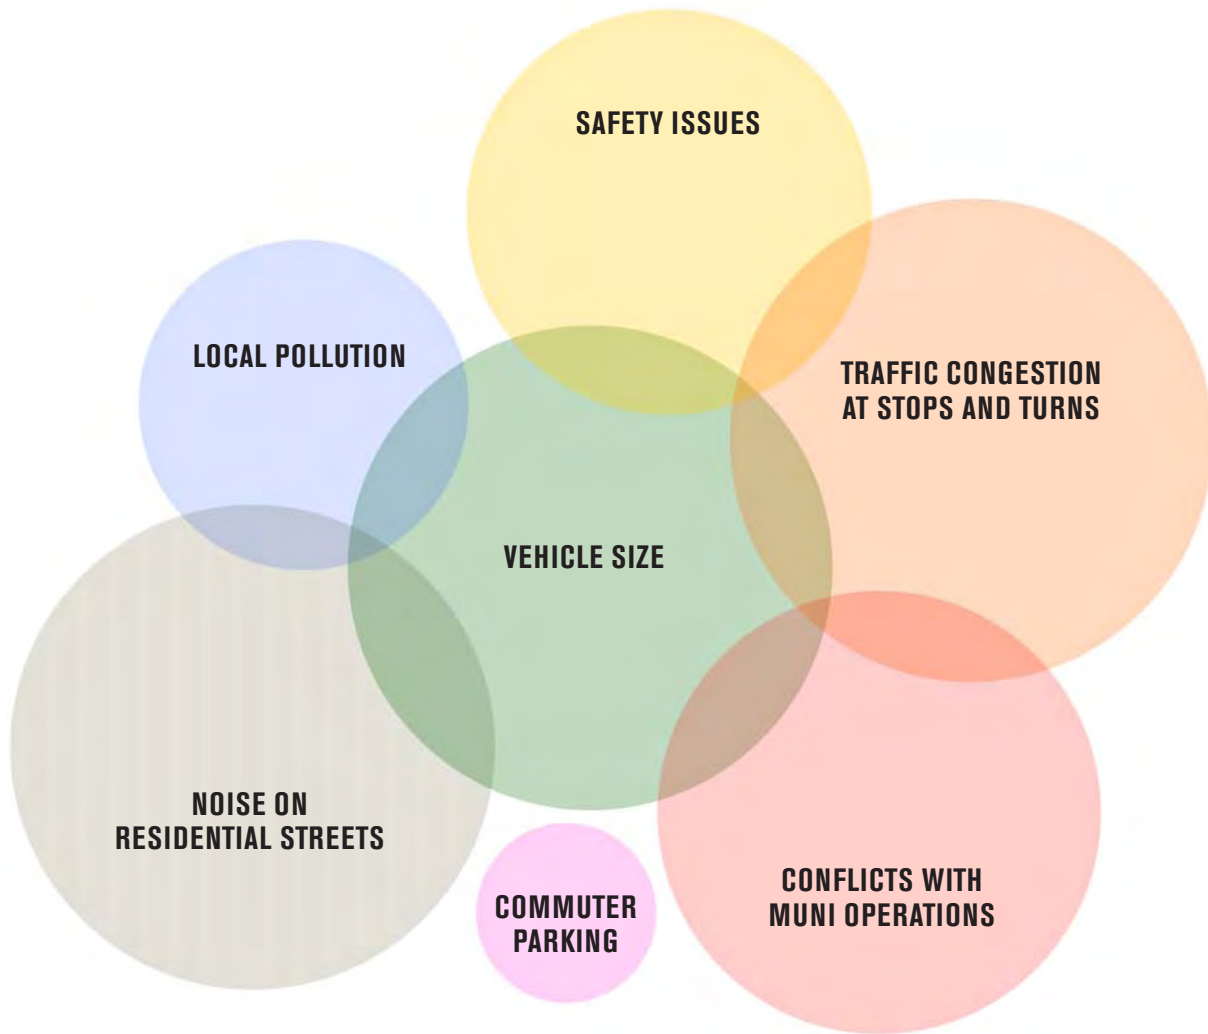 SAFETY ISSUES
LOCAL POLLUTION
TRAFFIC CONGESTION
AT STOPS AND TURNS
VEHICLE SIZE
NOISE ON
RESIDENTIAL STREETS
COMMUTER
PARKING
CONFLICTS WITH
MUNI OPERATIONS